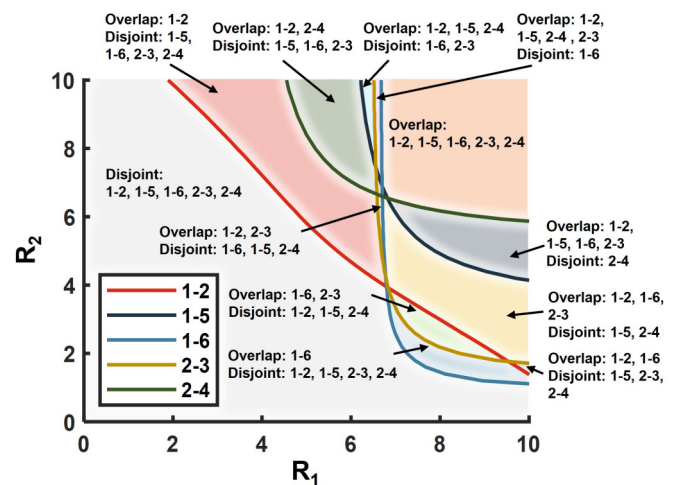 Overlap: 1-2
Disjoint: 1-5,
1-6, 2-3, 2-4
Overlap: 1-2, 2-4
Disjoint: 1-5, 1-6, 2-3
Overlap: 1-2, 1-5, 2-4
Disjoint: 1-6, 2-3
Overlap: 1-2,
1-5, 2-4 , 2-3
Disjoint: 1-6
10
8
6
4
2
0
R2
Overlap:
1-2, 1-5, 1-6, 2-3, 2-4
Disjoint:
1-2, 1-5, 1-6, 2-3, 2-4
Overlap: 1-2, 2-3
Disjoint: 1-6, 1-5, 2-4
Overlap: 1-2,
1-5, 1-6, 2-3
Disjoint: 2-4
Overlap: 1-6, 2-3
Disjoint: 1-2, 1-5, 2-4
Overlap: 1-2, 1-6,
2-3
Disjoint: 1-5, 2-4
Overlap: 1-6
Disjoint: 1-2, 1-5, 2-3, 2-4
Overlap: 1-2, 1-6
Disjoint: 1-5, 2-3,
2-4
1-2
1-5
1-6
2-3
2-4
0
2
4
6
8
10
R1